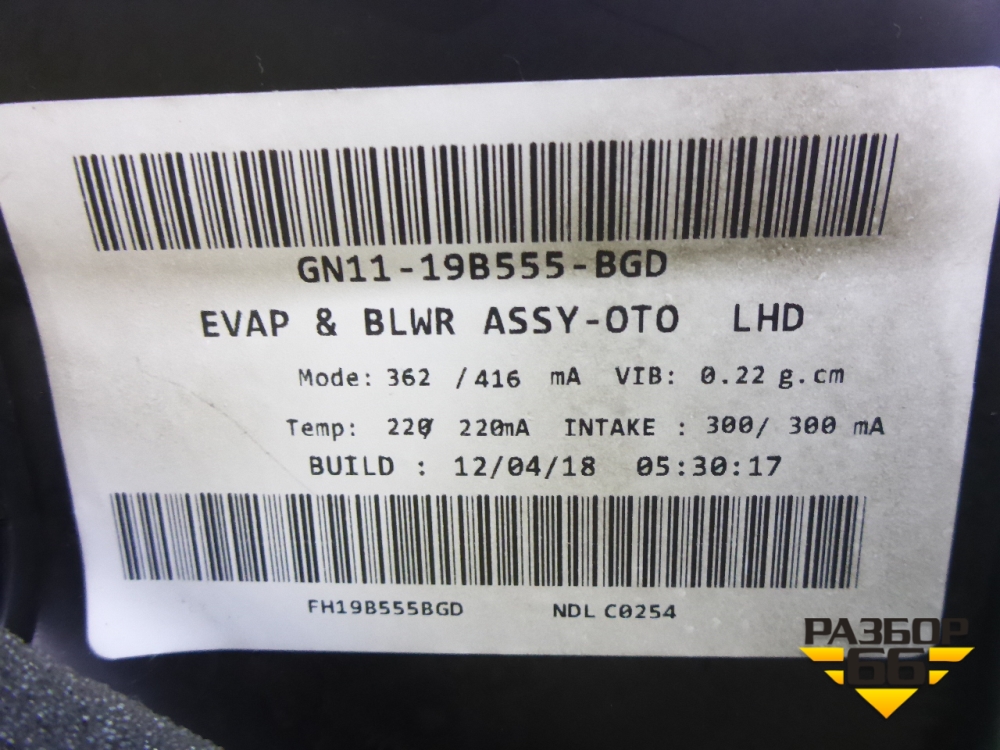 GN11-19B555-BGD
EVAP & BLWR ASSY-OTO LHD
Mode: 362 /416 mA VIB: 0.22 g.cm
Temp: 220/ 220mA INTAKE : 300/ 300 mA
BUILD : 12/04/18 05:30:17
FH19B555BGD NDL C0254
РАЗБОР
66